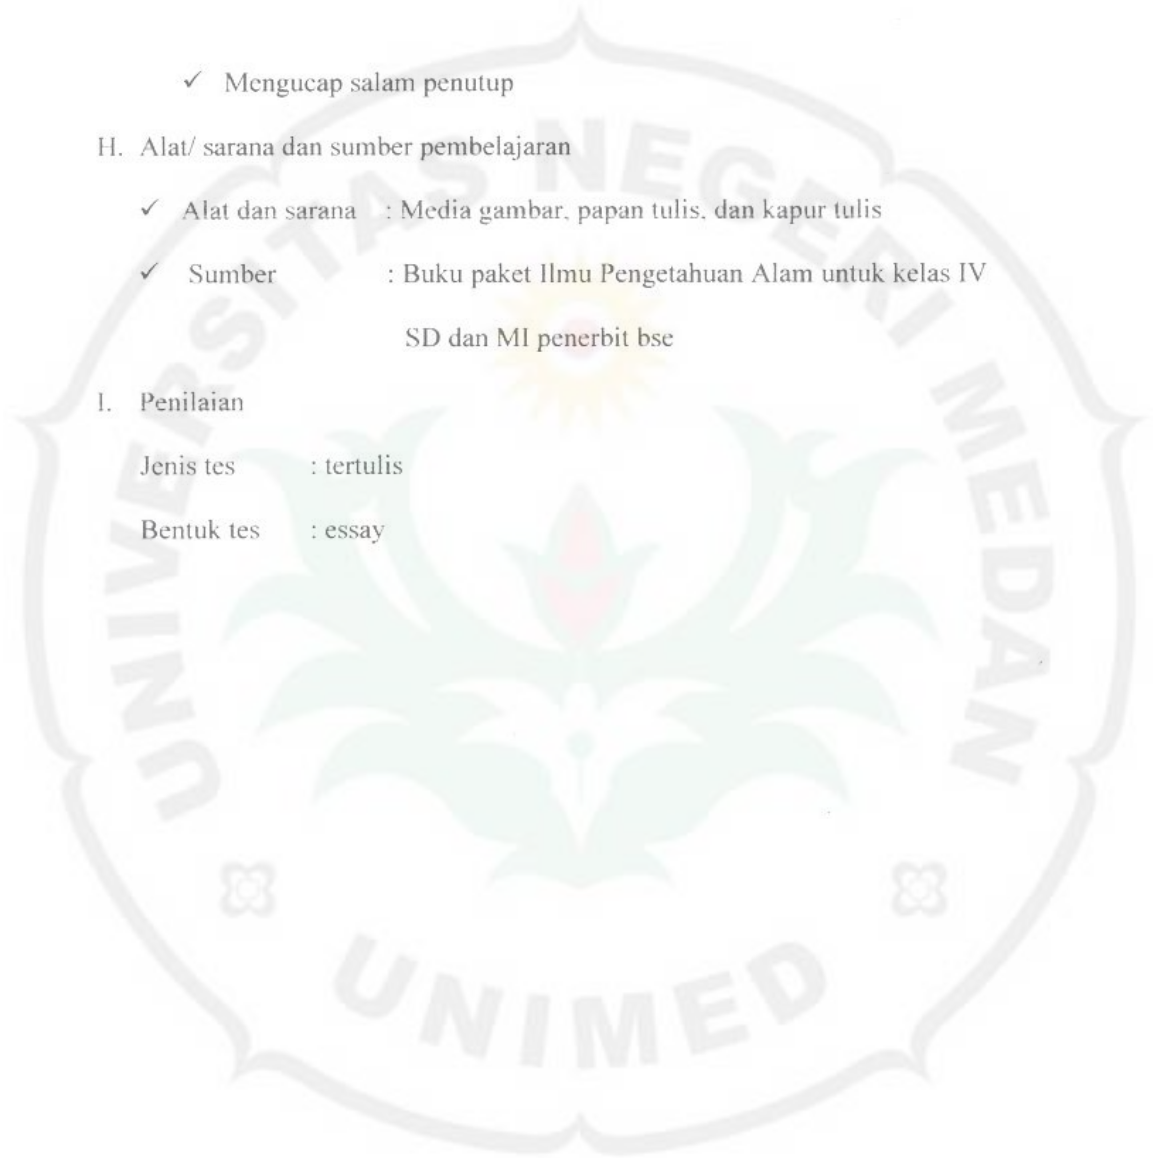 ✓ Mengucap salam penutup
H. Alat/ sarana dan sumber pembelajaran
✓ Alat dan sarana : Media gambar, papan tulis, dan kapur tulis
✓ Sumber : Buku paket Ilmu Pengetahuan Alam untuk kelas IV
SD dan MI penerbit bse
I. Penilaian
Jenis tes : tertulis
Bentuk tes : essay
UNIVERSITAS NEGERI MEDAN
UNIMED